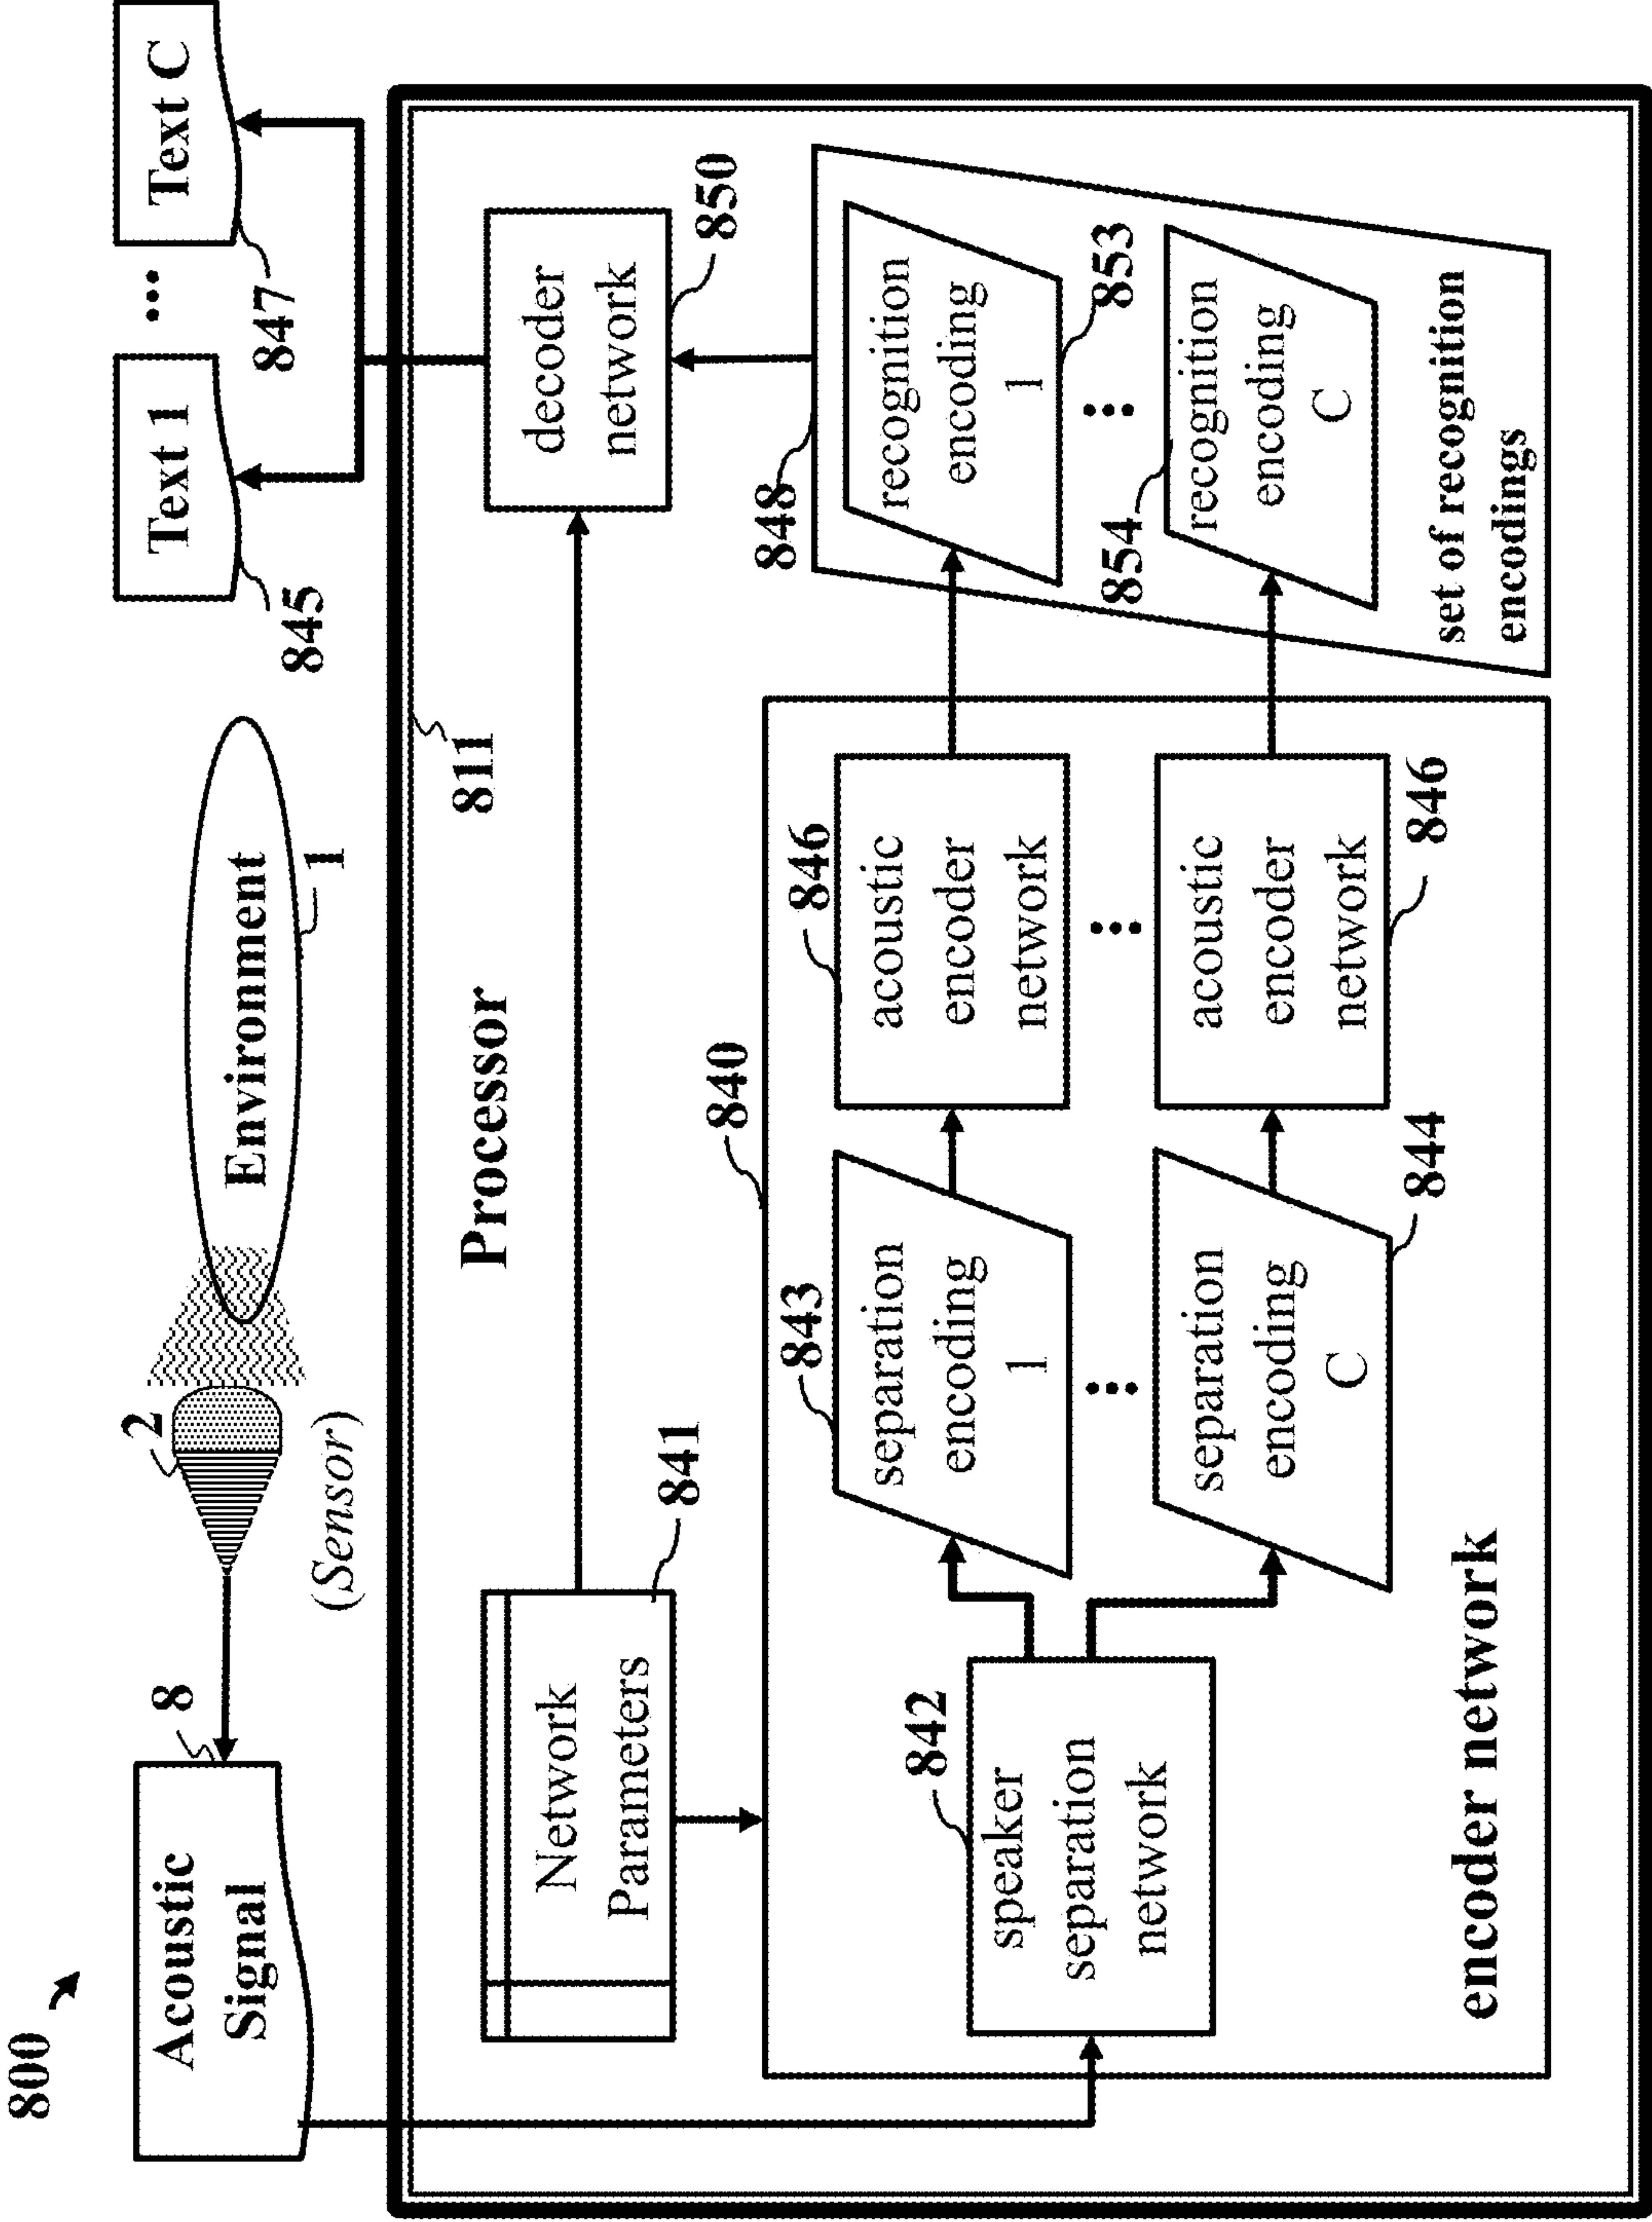 800
Acoustic
Signal
8
2
(Sensor)
Environment
1
Text 1
845
...
Text C
847
Processor
811
Network
Parameters
841
decoder
network
850
840
speaker
separation
network
842
843
separation
encoding
1
...
separation
encoding
C
844
846
acoustic
encoder
network
...
acoustic
encoder
network
846
encoder network
848
recognition
encoding
1
853
...
854
recognition
encoding
C
set of recognition
encodings